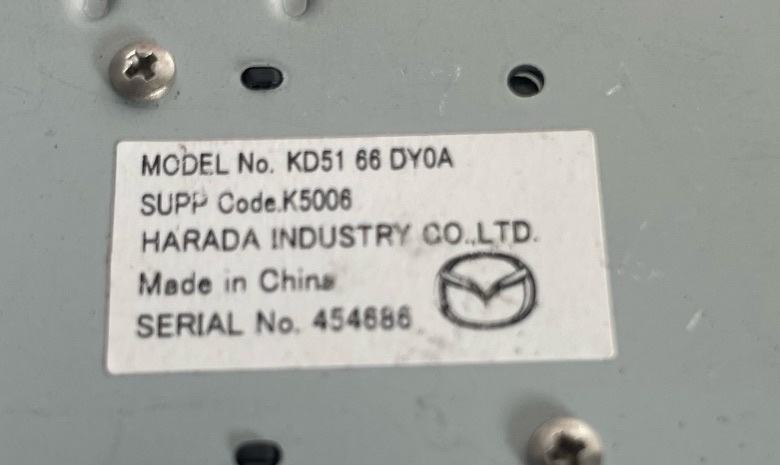 MODEL No. KD51 66 DY0A
SUPP Code.K5006
HARADA INDUSTRY CO.,LTD.
Made in China
SERIAL No. 454686